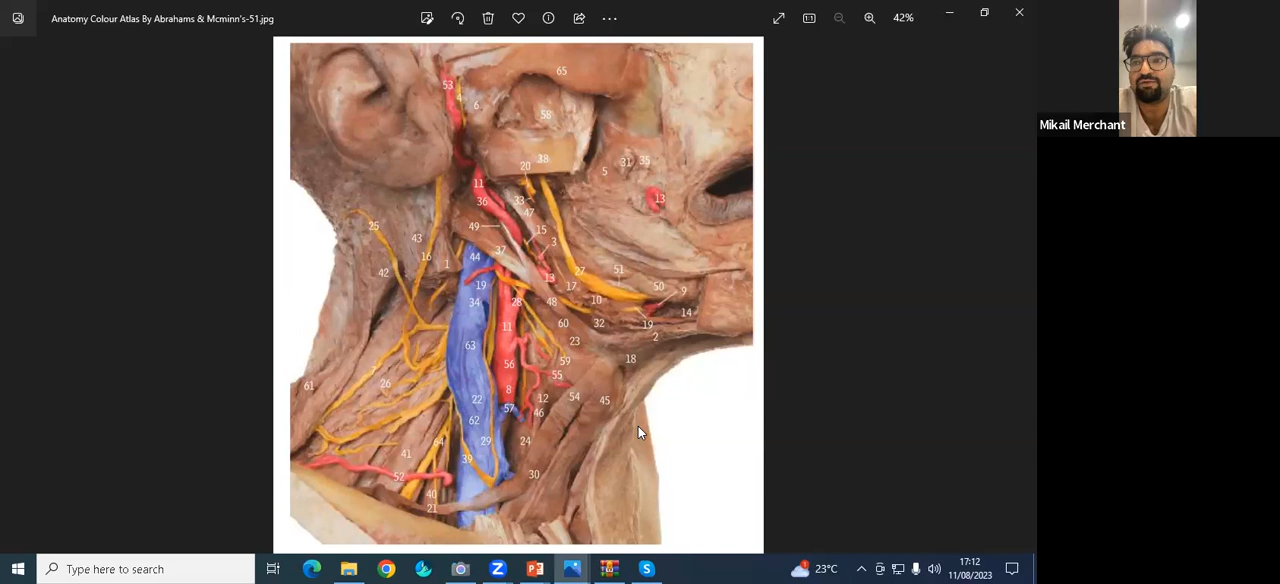 Anatomy Colour Atlas By Abrahams & Mcminn's-51.jpg
42%
Mikail Merchant
65
53
4
6
58
20 38
31 35
5
11
13
36 33
47
25
49 15
43 3
37
16 1 44
42 27 51
13
19 17 50 9
34 28 48 10
14
11 60 32 19
2
63 23
59 18
56
7 55
61 26 8 12 54 45
22 57 46
62
64 29 24
41 39
52 30
40
21
Type here to search
23°C
17:12
11/08/2023